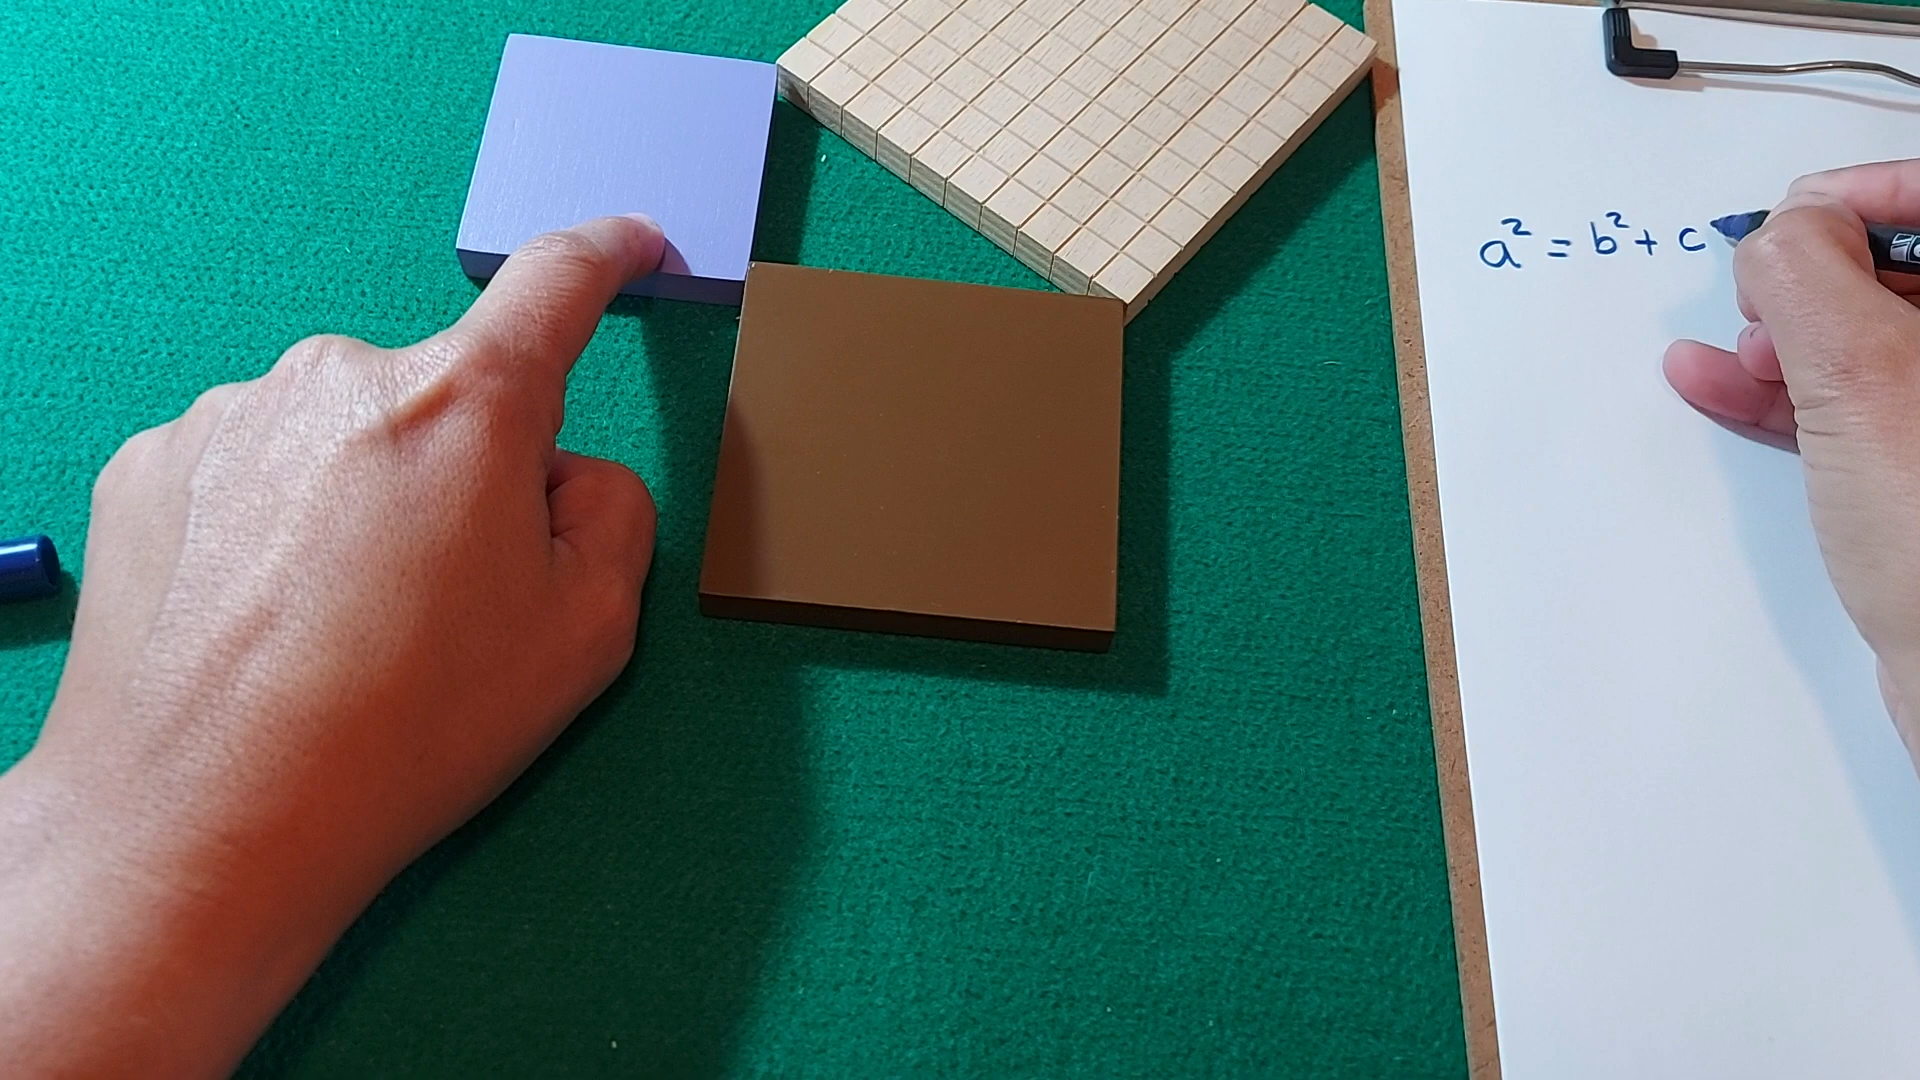 a² = b² + c